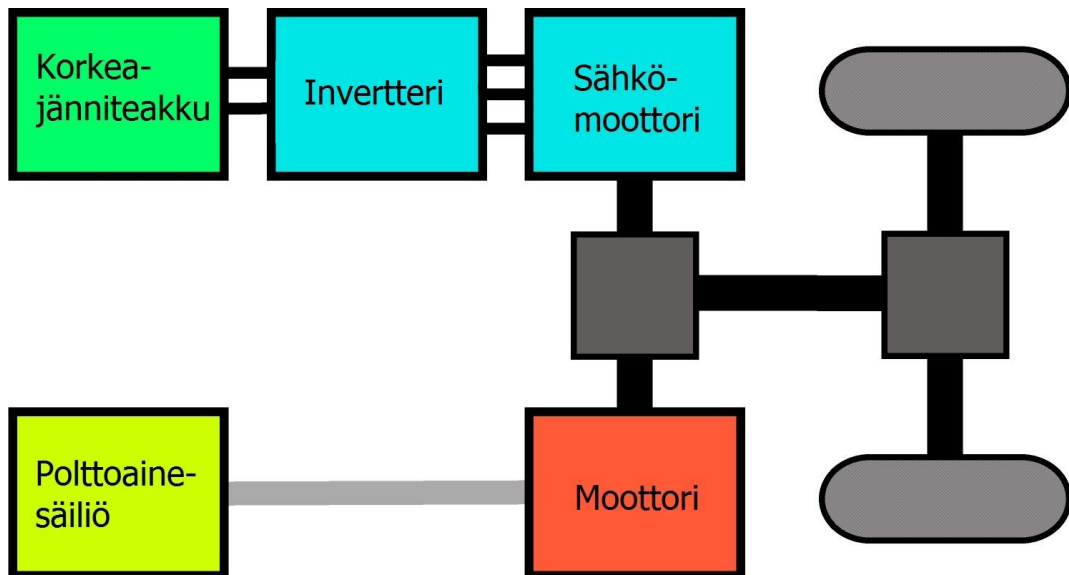 Korkea-
jänniteakku
Invertteri
Sähkö-
moottori
Polttoaine-
säiliö
Moottori